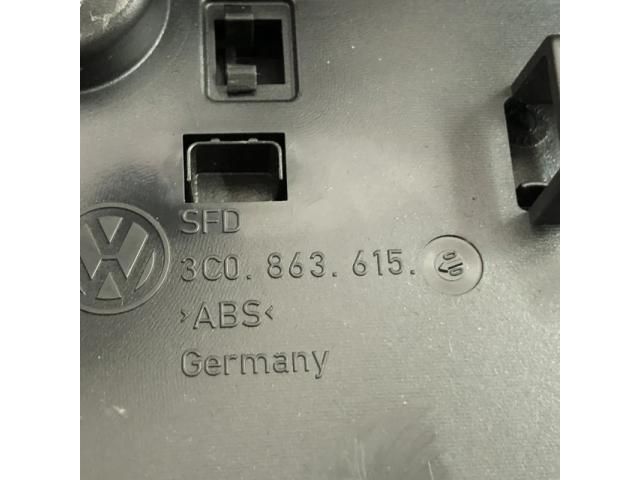 SFD
3C0. 863. 615.
>ABS<
Germany